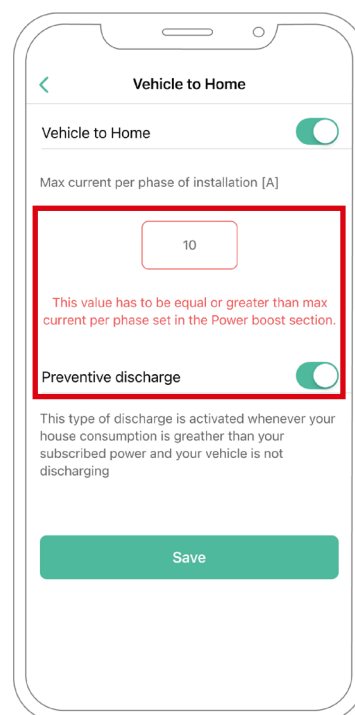 Vehicle to Home
Vehicle to Home
Max current per phase of installation [A]
10
This value has to be equal or greater than max
current per phase set in the Power boost section.
Preventive discharge
This type of discharge is activated whenever your
house consumption is greather than your
subscribed power and your vehicle is not
discharging
Save